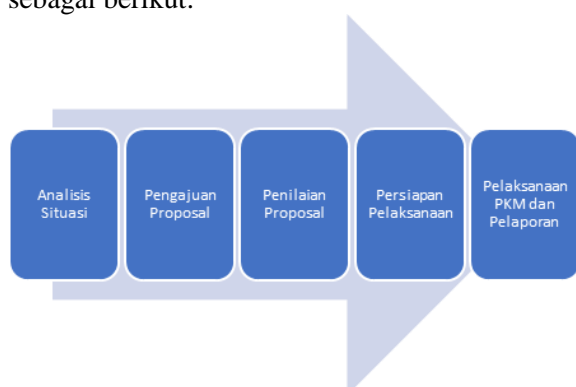 sebagai berikut:
Analisis
Situasi
Pengajuan
Proposal
Penilaian
Proposal
Persiapan
Pelaksanaan
Pelaksanaan
PKM dan
Pelaporan